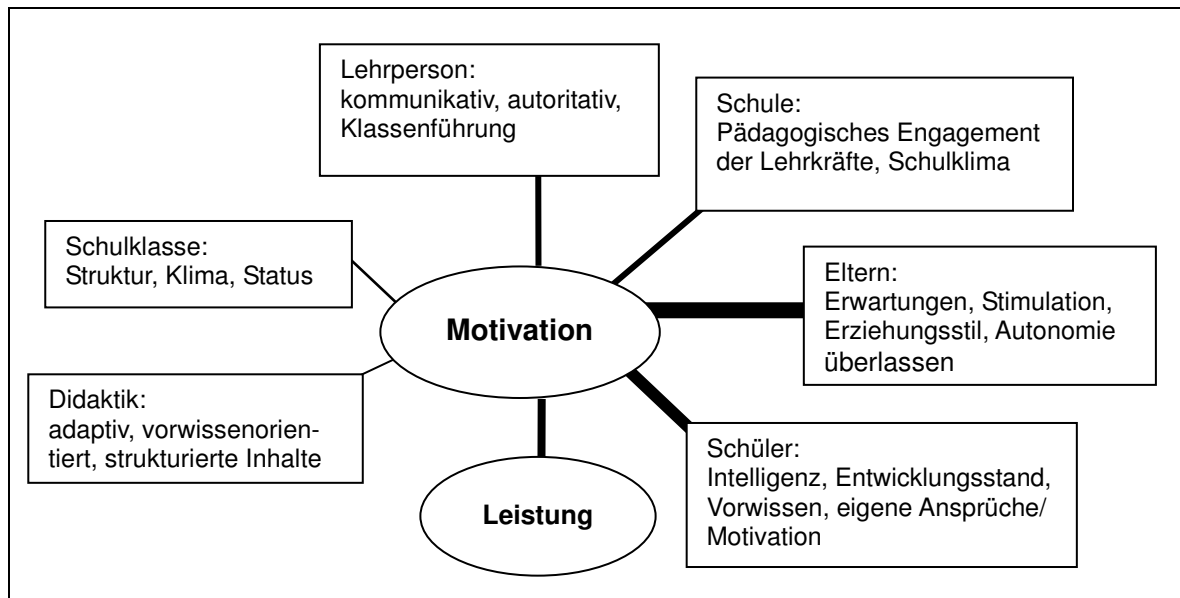 Lehrperson:
kommunikativ, autoritativ,
Klassenführung
Schule:
Pädagogisches Engagement
der Lehrkräfte, Schulklima
Schulklasse:
Struktur, Klima, Status
Eltern:
Erwartungen, Stimulation,
Erziehungsstil, Autonomie
überlassen
Motivation
Didaktik:
adaptiv, vorwissenorien-
tiert, strukturierte Inhalte
Schüler:
Intelligenz, Entwicklungsstand,
Vorwissen, eigene Ansprüche/
Motivation
Leistung